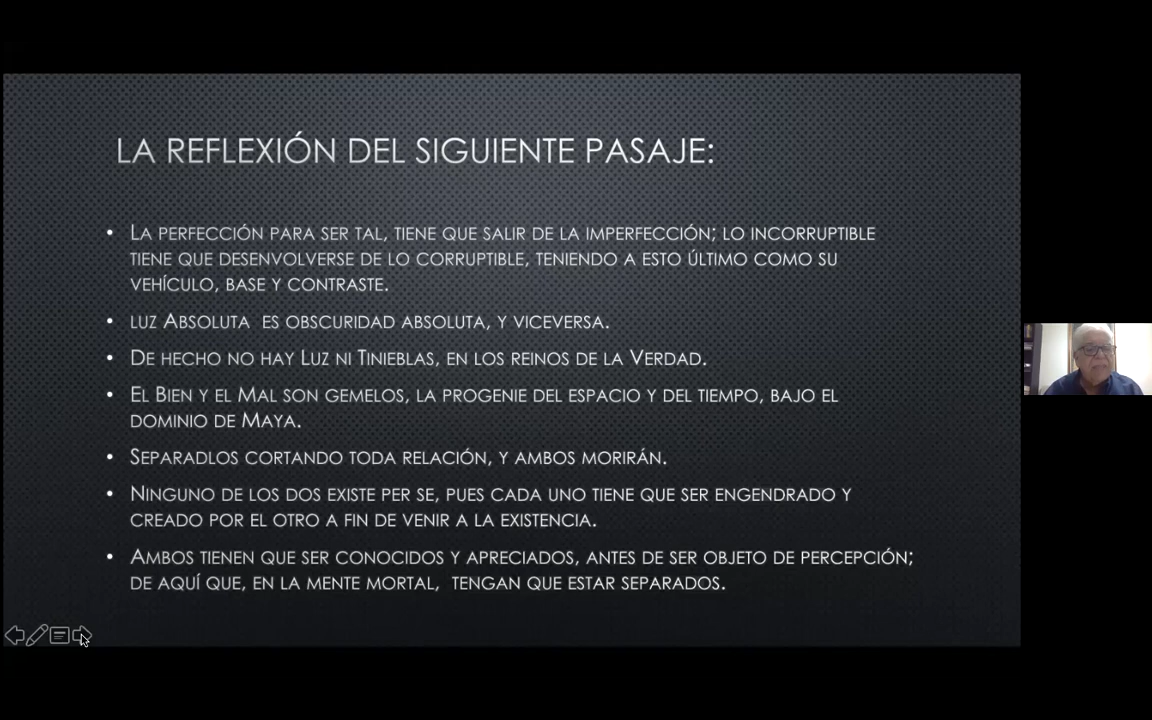 LA REFLEXIÓN DEL SIGUIENTE PASAJE:
• LA PERFECCIÓN PARA SER TAL, TIENE QUE SALIR DE LA IMPERFECCIÓN; LO INCORRUPTIBLE
TIENE QUE DESENVOLVERSE DE LO CORRUPTIBLE, TENIENDO A ESTO ÚLTIMO COMO SU
VEHÍCULO, BASE Y CONTRASTE.
• LUZ ABSOLUTA ES OBSCURIDAD ABSOLUTA, Y VICEVERSA.
• DE HECHO NO HAY LUZ NI TINIEBLAS, EN LOS REINOS DE LA VERDAD.
• EL BIEN Y EL MAL SON GEMELOS, LA PROGENIE DEL ESPACIO Y DEL TIEMPO, BAJO EL
DOMINIO DE MAYA.
• SEPARADLOS CORTANDO TODA RELACIÓN, Y AMBOS MORIRÁN.
• NINGUNO DE LOS DOS EXISTE PER SE, PUES CADA UNO TIENE QUE SER ENGENDRADO Y
CREADO POR EL OTRO A FIN DE VENIR A LA EXISTENCIA.
• AMBOS TIENEN QUE SER CONOCIDOS Y APRECIADOS, ANTES DE SER OBJETO DE PERCEPCIÓN;
DE AQUÍ QUE, EN LA MENTE MORTAL, TENGAN QUE ESTAR SEPARADOS.